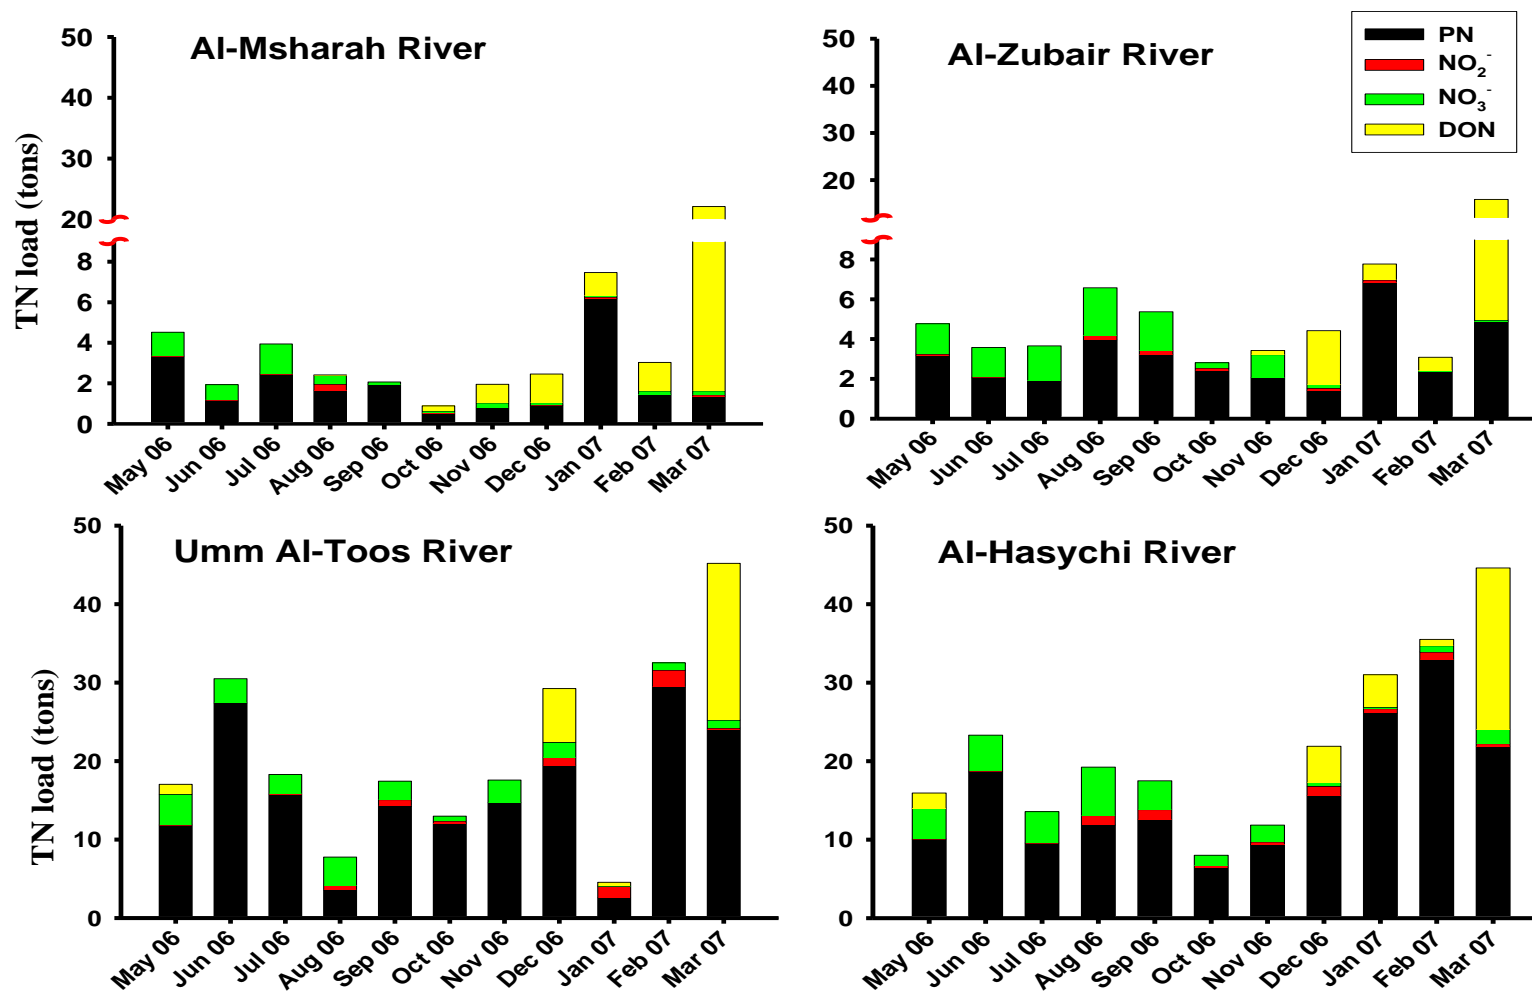 Al-Msharah River
TN load (tons)
50
40
30
20
8
6
4
2
0
May 06
Jun 06
Jul 06
Aug 06
Sep 06
Oct 06
Nov 06
Dec 06
Jan 07
Feb 07
Mar 07
Al-Zubair River
50
40
30
20
8
6
4
2
0
May 06
Jun 06
Jul 06
Aug 06
Sep 06
Oct 06
Nov 06
Dec 06
Jan 07
Feb 07
Mar 07
PN
NO₂⁻
NO₃⁻
DON
Umm Al-Toos River
TN load (tons)
50
40
30
20
10
0
May 06
Jun 06
Jul 06
Aug 06
Sep 06
Oct 06
Nov 06
Dec 06
Jan 07
Feb 07
Mar 07
Al-Hasychi River
50
40
30
20
10
0
May 06
Jun 06
Jul 06
Aug 06
Sep 06
Oct 06
Nov 06
Dec 06
Jan 07
Feb 07
Mar 07